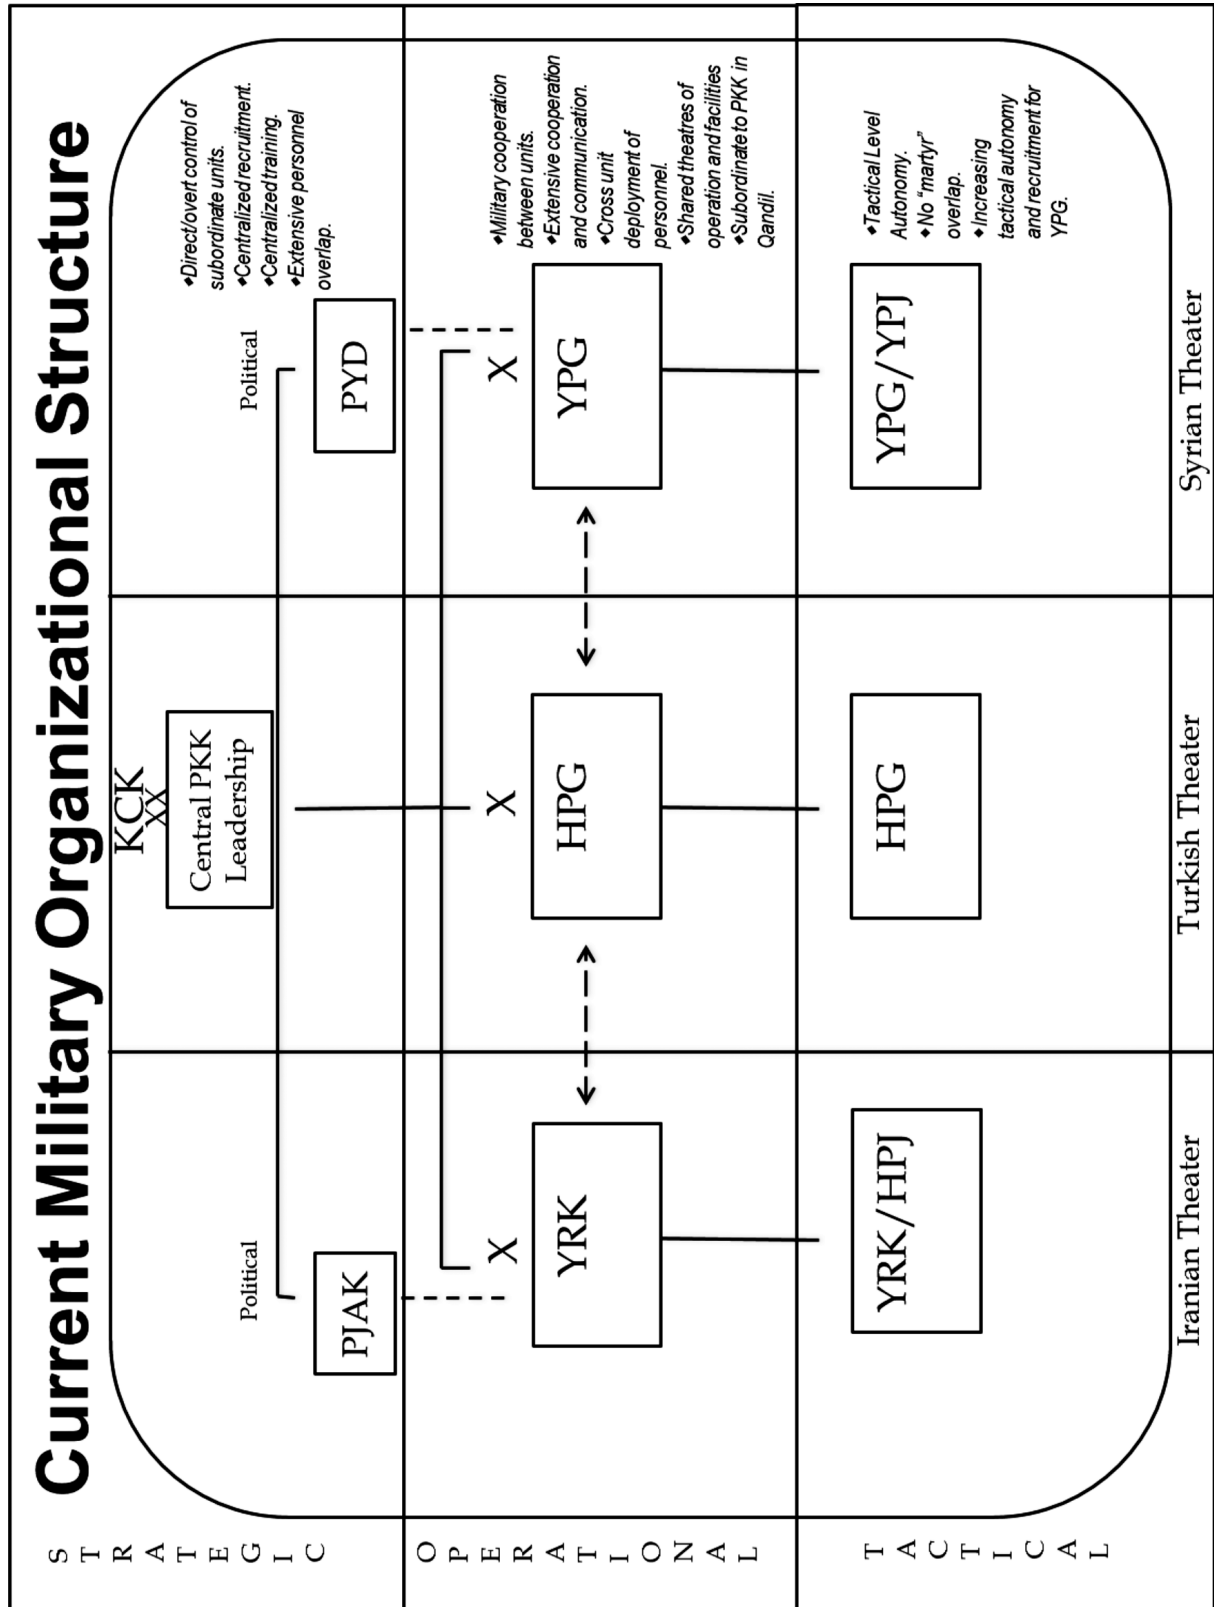 Current Military Organizational Structure
S
T
R
A
T
E
G
I
C
KCK
XX
Central PKK
Leadership
Political
PJAK
Political
PYD
◆Direct/overt control of
subordinate units.
◆Centralized recruitment.
◆Centralized training.
◆Extensive personnel
overlap.
O
P
E
R
A
T
I
O
N
A
L
X
YRK
X
HPG
X
YPG
◆Military cooperation
between units.
◆Extensive cooperation
and communication.
◆Cross unit
deployment of
personnel.
◆Shared theatres of
operation and facilities
◆Subordinate to PKK in
Qandil.
T
A
C
T
I
C
A
L
YRK/HPJ
HPG
YPG/YPJ
◆Tactical Level
Autonomy.
◆No “martyr”
overlap.
◆Increasing
tactical autonomy
and recruitment for
YPG.
Iranian Theater
Turkish Theater
Syrian Theater